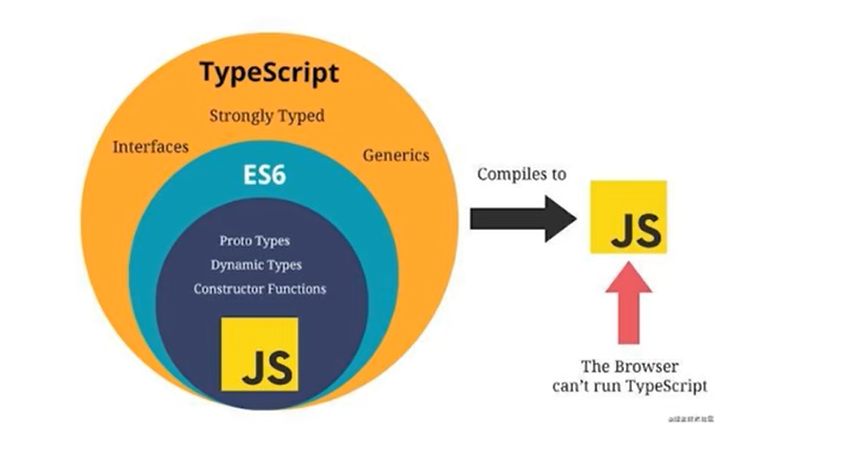 TypeScript
Strongly Typed
Interfaces
Generics
ES6
Proto Types
Dynamic Types
Constructor Functions
JS
Compiles to
JS
The Browser
can't run TypeScript